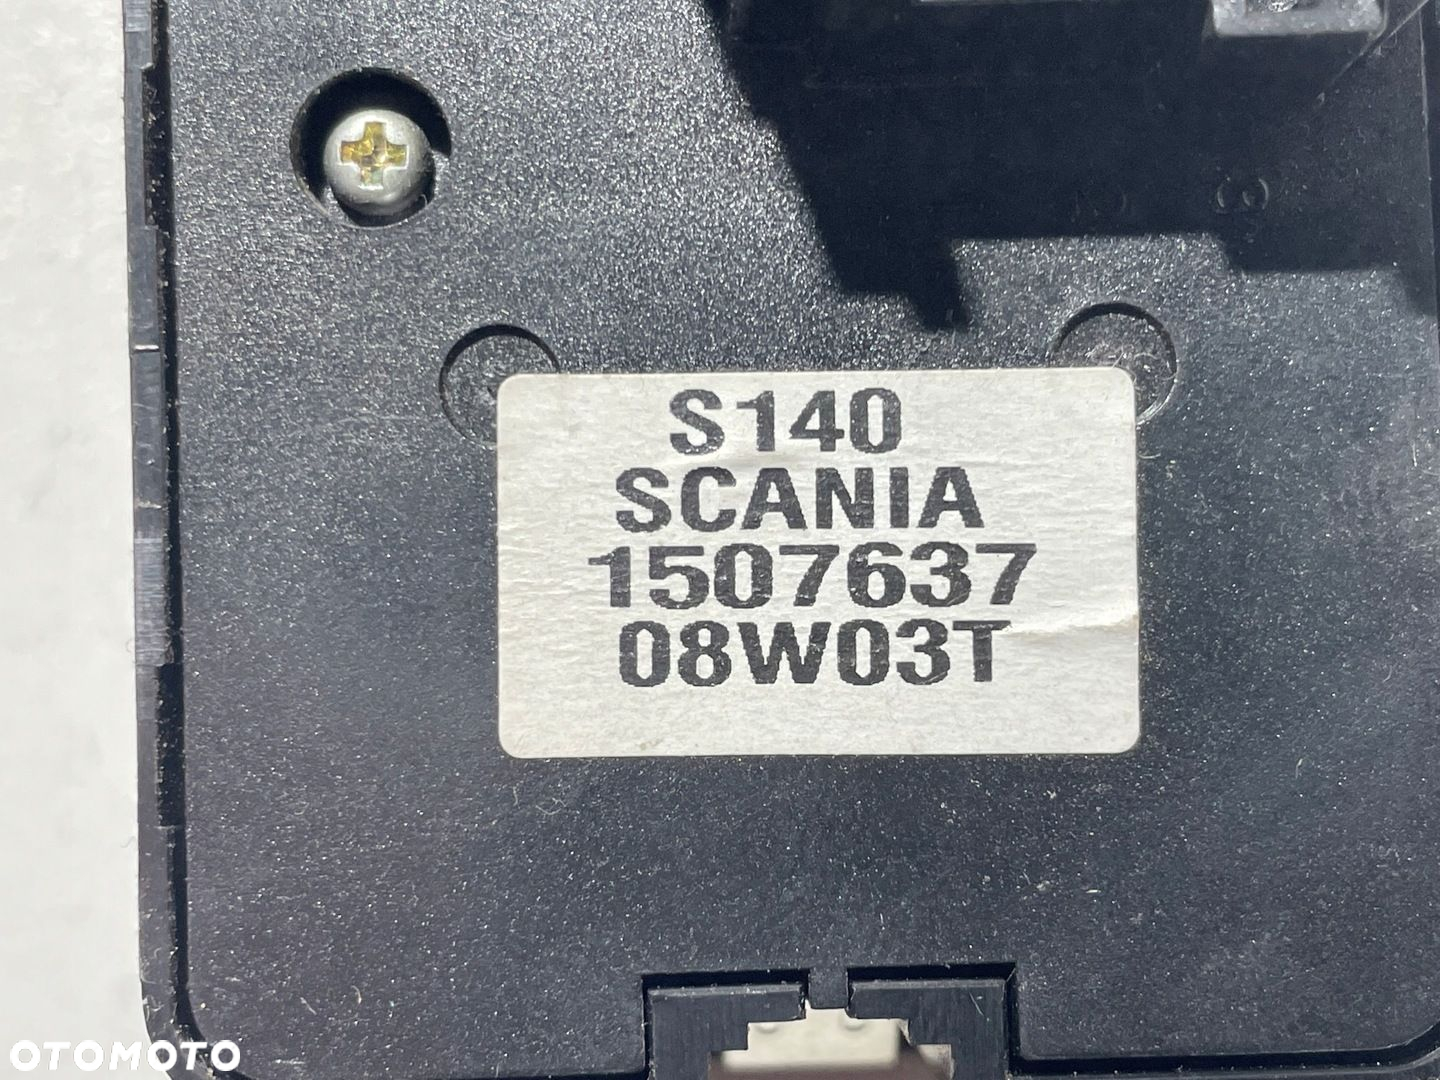 S140
SCANIA
1507637
08W03T
OTOMOTO